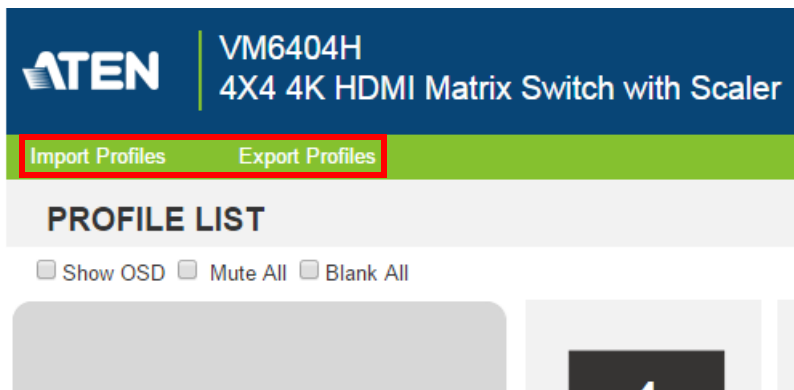 ATEN
VM6404H
4X4 4K HDMI Matrix Switch with Scaler
Import Profiles Export Profiles
PROFILE LIST
Show OSD Mute All Blank All